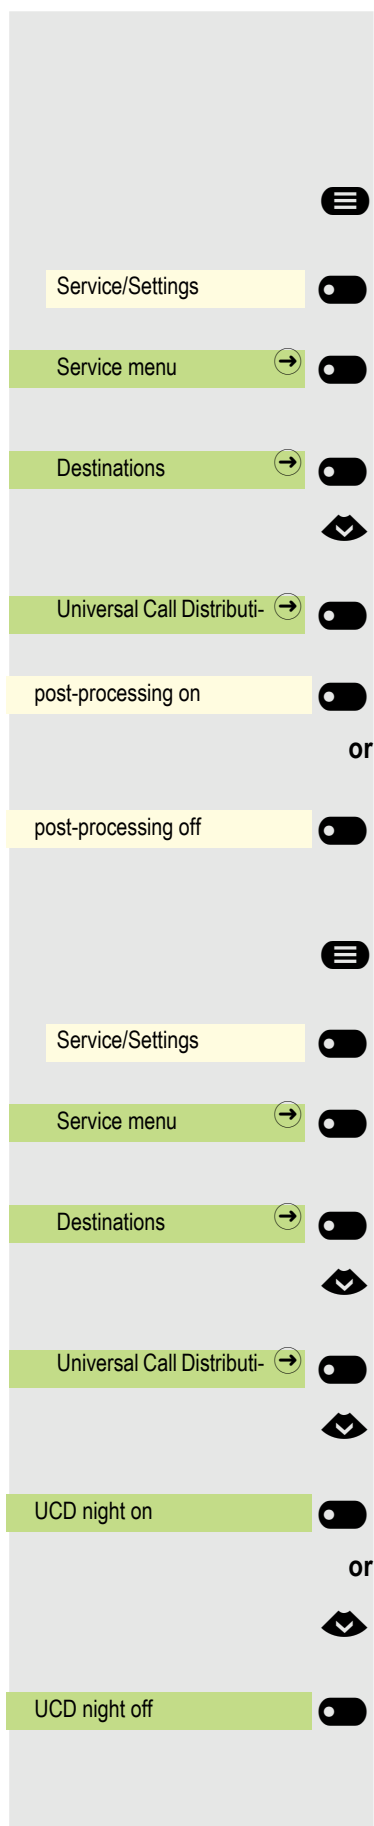 Service/Settings
Service menu
Destinations
Universal Call Distributi-
post-processing on
or
post-processing off
Service/Settings
Service menu
Destinations
Universal Call Distributi-
UCD night on
or
UCD night off